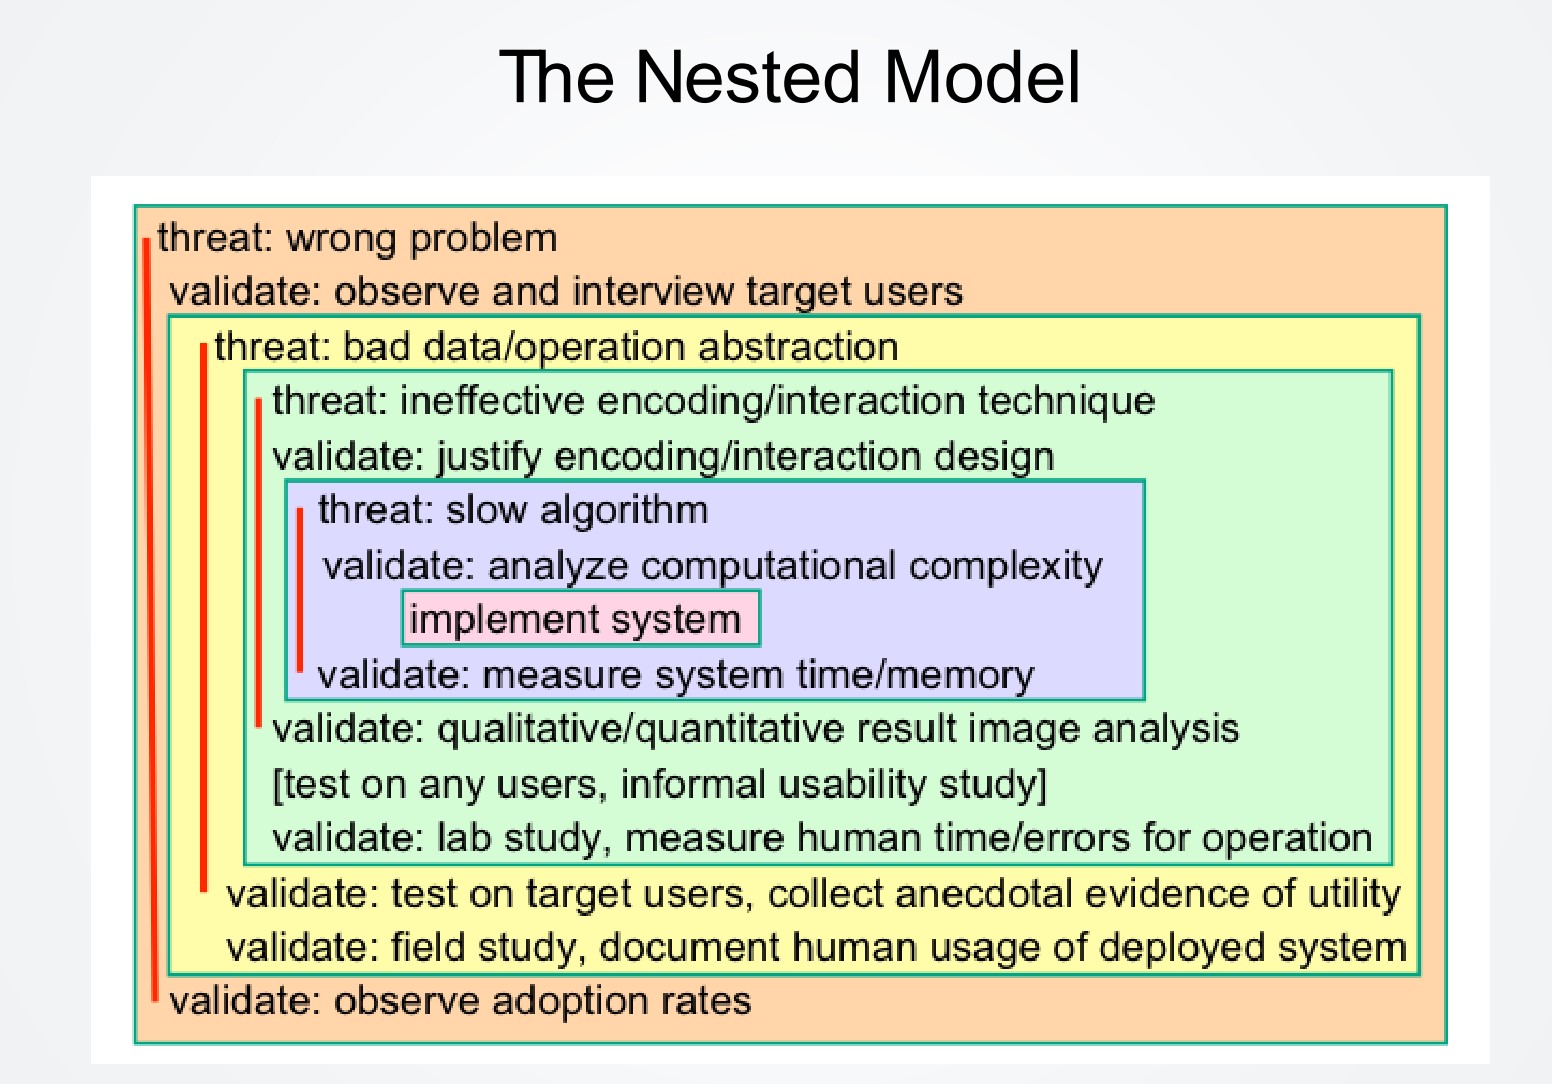 The Nested Model
threat: wrong problem
validate: observe and interview target users
threat: bad data/operation abstraction
threat: ineffective encoding/interaction technique
validate: justify encoding/interaction design
threat: slow algorithm
validate: analyze computational complexity
implement system
validate: measure system time/memory
validate: qualitative/quantitative result image analysis
[test on any users, informal usability study]
validate: lab study, measure human time/errors for operation
validate: test on target users, collect anecdotal evidence of utility
validate: field study, document human usage of deployed system
validate: observe adoption rates